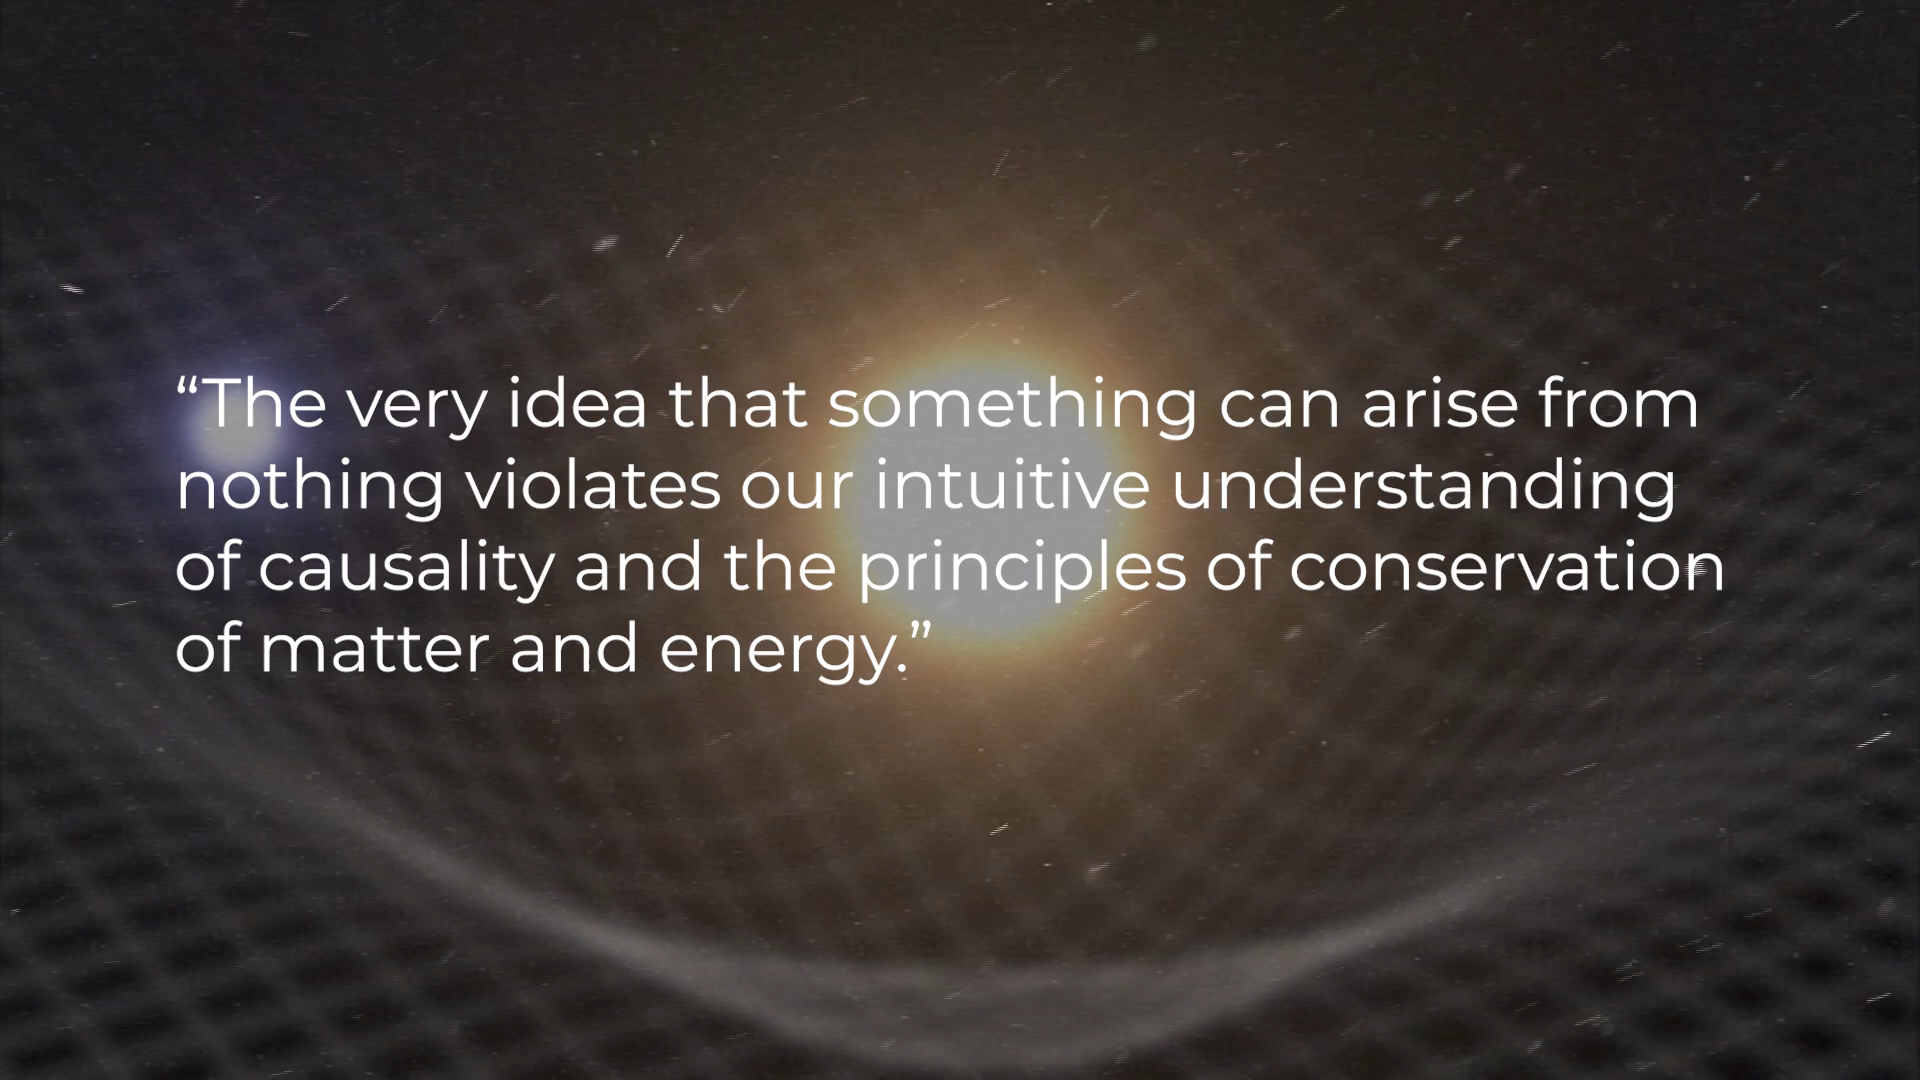 “The very idea that something can arise from
nothing violates our intuitive understanding
of causality and the principles of conservation
of matter and energy.”